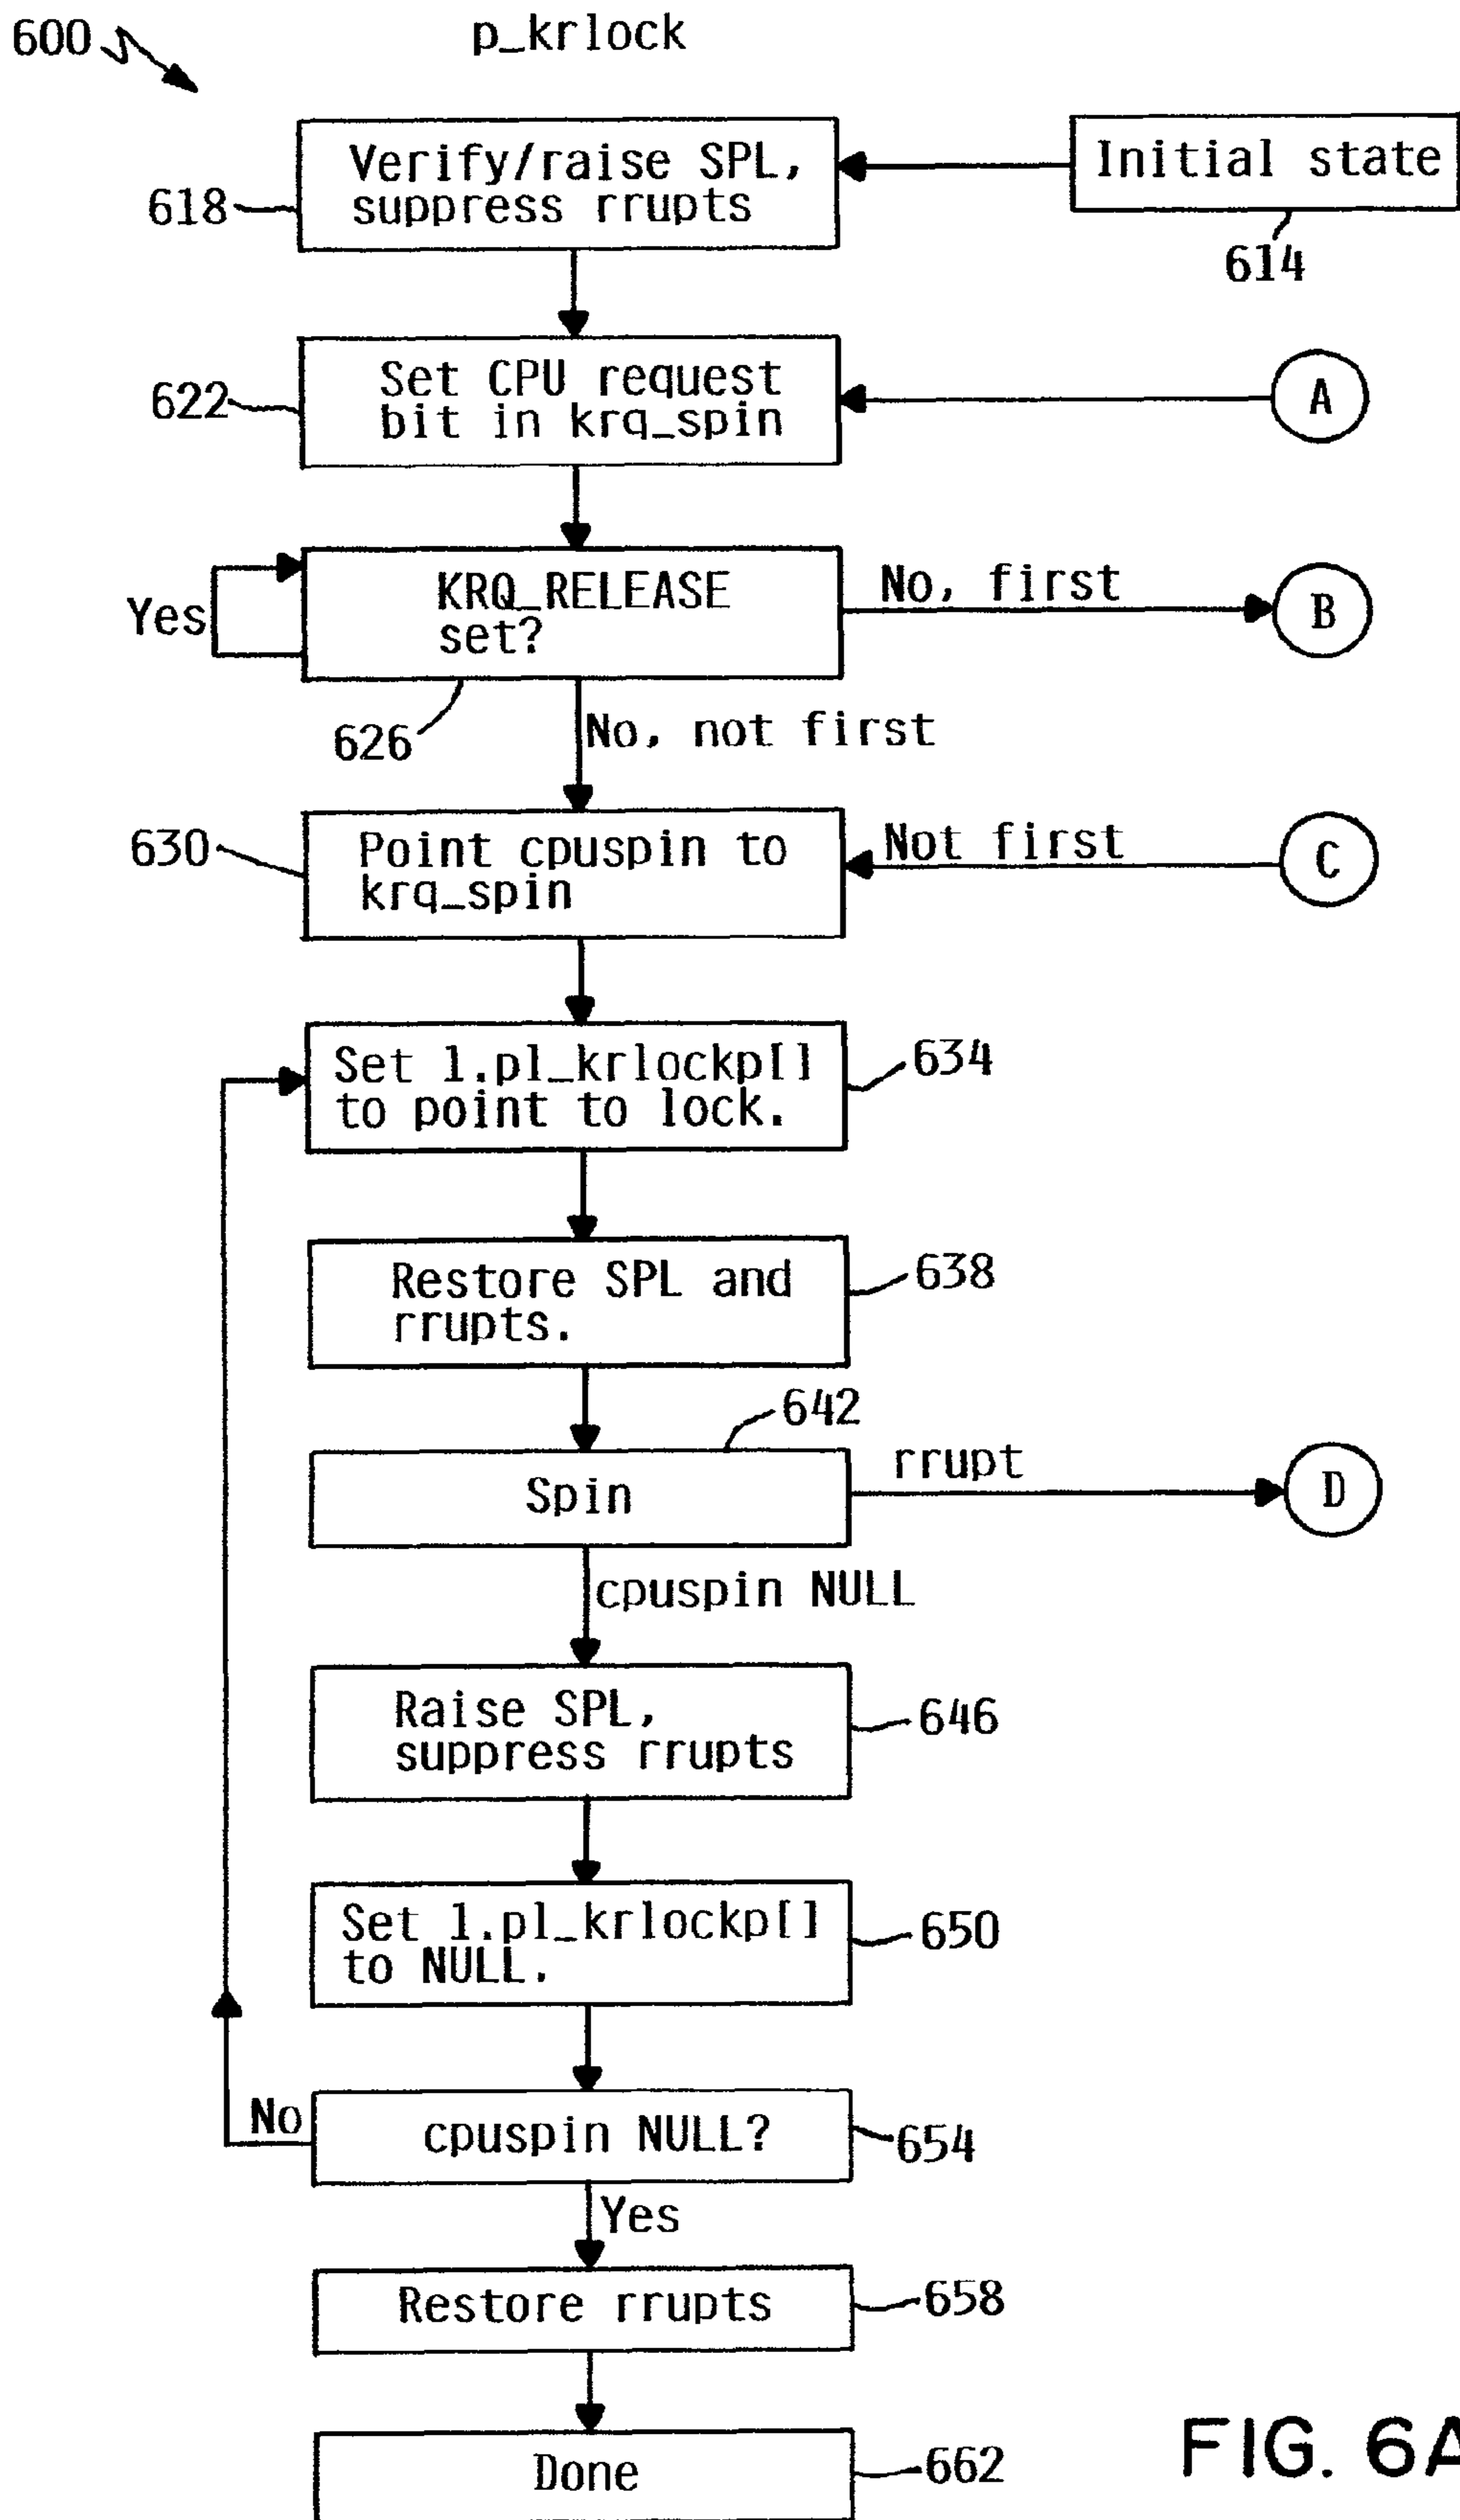 600
p_krlock
Verify/raise SPL,
suppress rrupts
Initial state
618
614
Set CPU request
bit in krq_spin
622
A
KRQ_RELEASE
set?
Yes
No, first
B
626
No, not first
630
Point cpuspin to
krq_spin
Not first
C
Set l.pl_krlockp[]
to point to lock.
634
Restore SPL and
rrupts.
638
642
Spin
rrupt
D
cpuspin NULL
Raise SPL,
suppress rrupts
646
Set l.pl_krlockp[]
to NULL.
650
No
cpuspin NULL?
654
Yes
Restore rrupts
658
Done
662
FIG. 6A